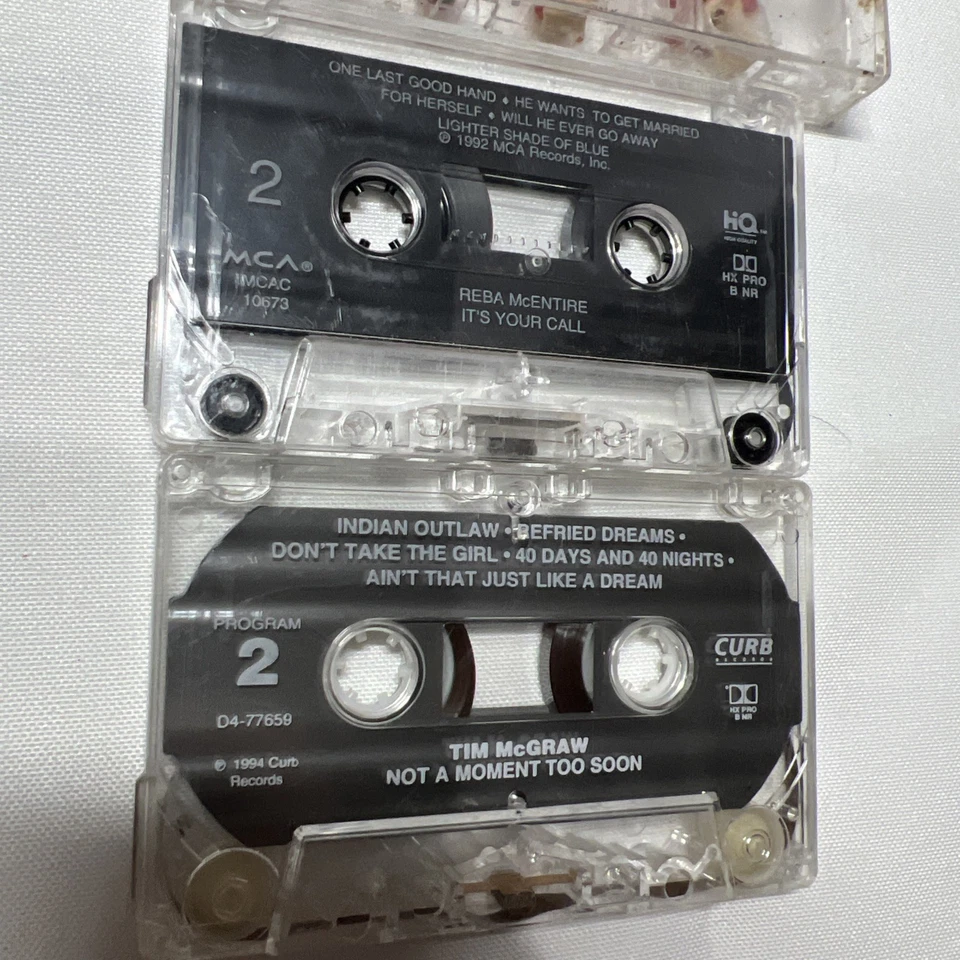 ONE LAST GOOD HAND ♦ HE WANTS TO GET MARRIED
FOR HERSELF ♦ WILL HE EVER GO AWAY
LIGHTER SHADE OF BLUE
℗ 1992 MCA Records, Inc.
2
MCA®
MCAC
10673
HiQ™
HIGH QUALITY
HX PRO
B NR
REBA McENTIRE
IT'S YOUR CALL
INDIAN OUTLAW • REFRIED DREAMS •
DON'T TAKE THE GIRL • 40 DAYS AND 40 NIGHTS •
AIN'T THAT JUST LIKE A DREAM
PROGRAM
2
D4-77659
℗ 1994 Curb
Records
CURB
RECORDS
HX PRO
B NR
TIM McGRAW
NOT A MOMENT TOO SOON